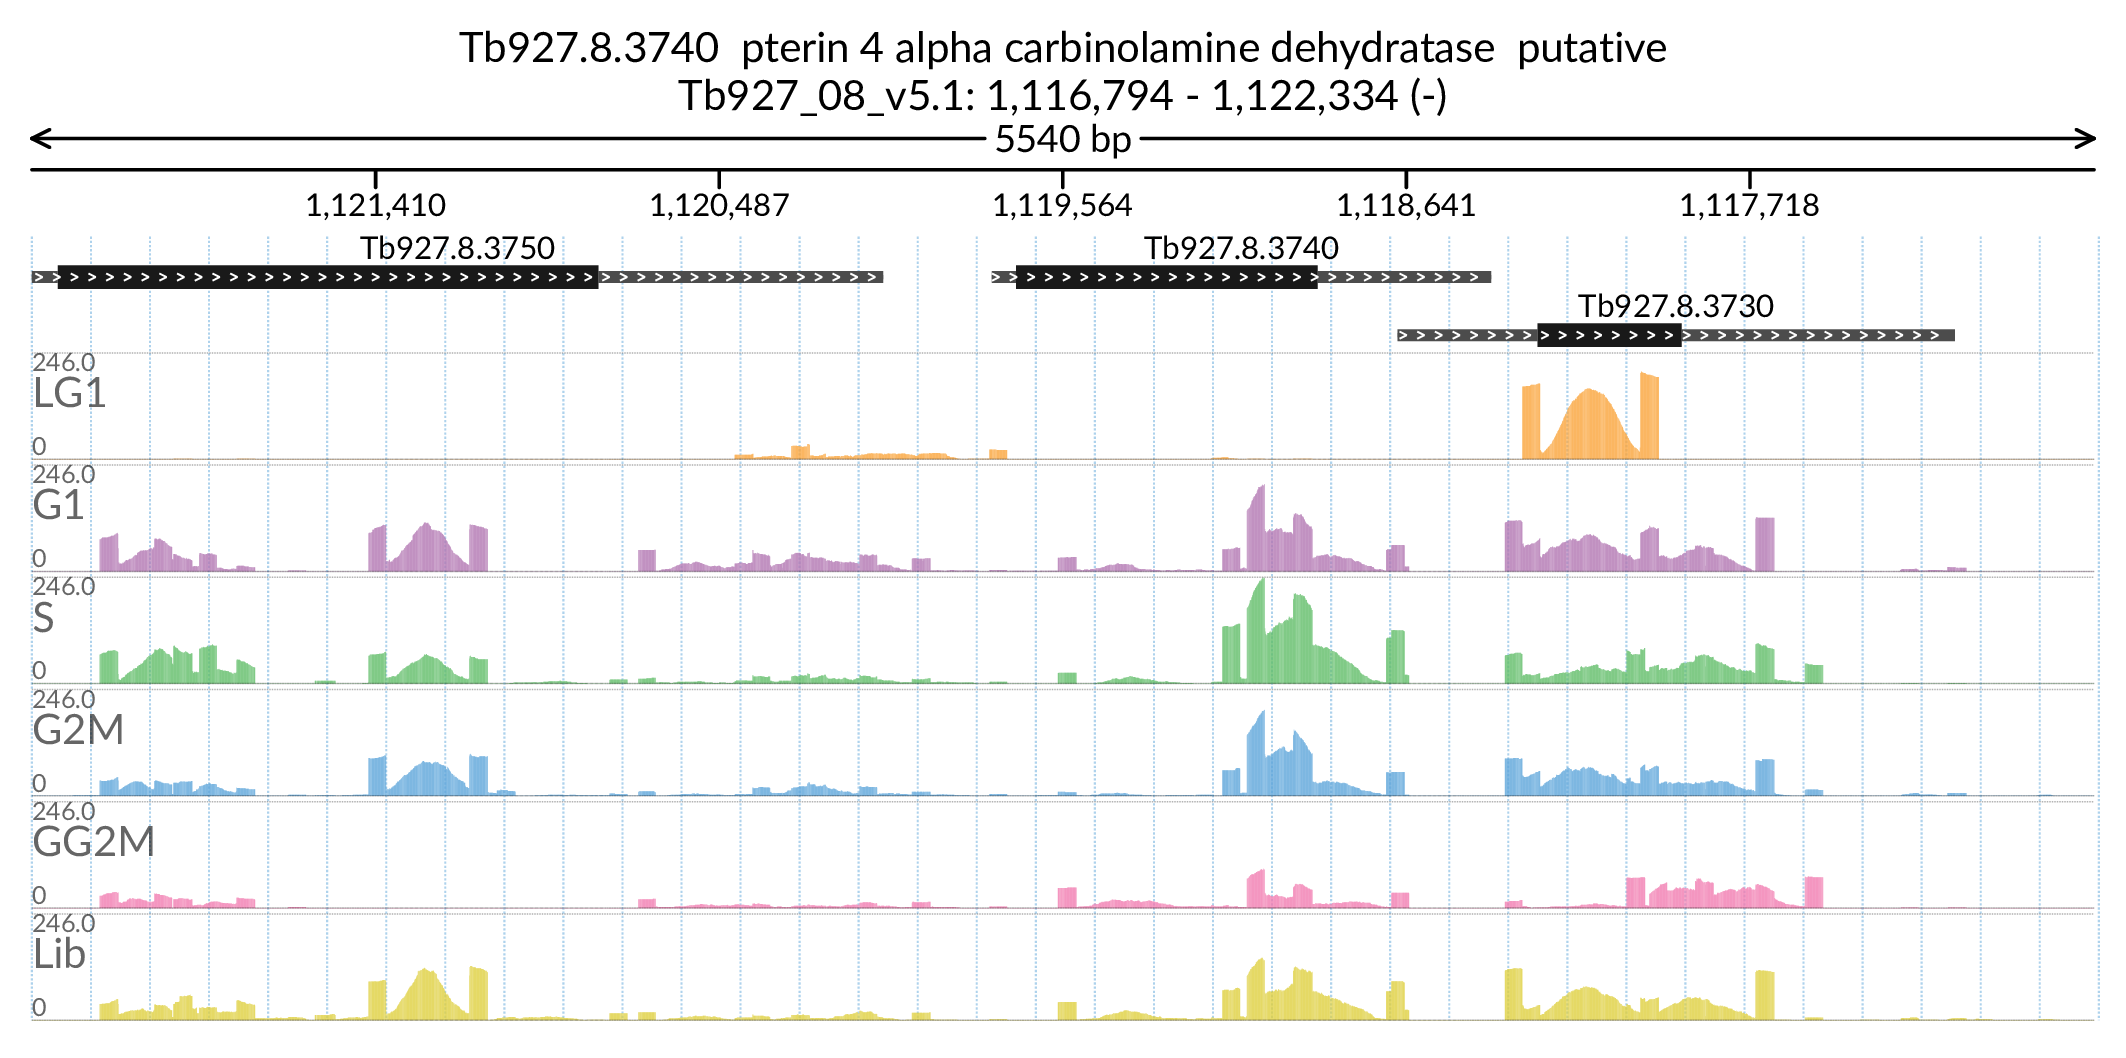 Tb927.8.3740  pterin 4 alpha carbinolamine dehydratase  putative
Tb927_08_v5.1: 1,116,794 - 1,122,334 (-)
5540 bp
1,121,410 1,120,487 1,119,564 1,118,641 1,117,718
Tb927.8.3750 Tb927.8.3740
Tb927.8.3730
246.0
LG1
0
246.0
G1
0
246.0
S
0
246.0
G2M
0
246.0
GG2M
0
246.0
Lib
0